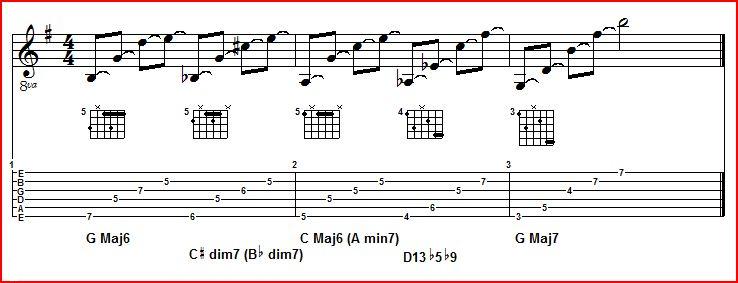 4
4
8va
5 x 5 x 5 x x 4 x 3 x
1 2 3
E 7
B 5 5 5 7 7
G 7 6 5 5 4
D 5 5 5
A 6 5
E 7 6 5 4 3
G Maj6 C Maj6 (A min7) G Maj7
C♯ dim7 (B♭ dim7) D13 ♭5♭9